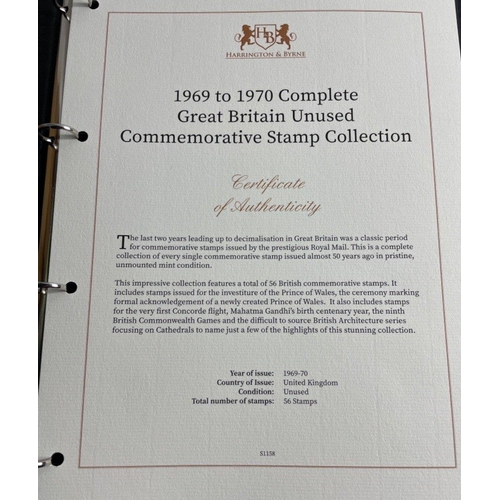 HB
HARRINGTON & BYRNE
1969 to 1970 Complete
Great Britain Unused
Commemorative Stamp Collection
Certificate
of Authenticity
The last two years leading up to decimalisation in Great Britain was a classic period
for commemorative stamps issued by the prestigious Royal Mail. This is a complete
collection of every single commemorative stamp issued almost 50 years ago in pristine,
unmounted mint condition.
This impressive collection features a total of 56 British commemorative stamps. It
includes stamps issued for the investiture of the Prince of Wales, the ceremony marking
formal acknowledgement of a newly created Prince of Wales. It also includes stamps
for the very first Concorde flight, Mahatma Gandhi's birth centenary year, the ninth
British Commonwealth Games and the difficult to source British Architecture series
focusing on Cathedrals to name just a few of the highlights of this stunning collection.
Year of issue: 1969-70
Country of Issue: United Kingdom
Condition: Unused
Total number of stamps: 56 Stamps
S1158